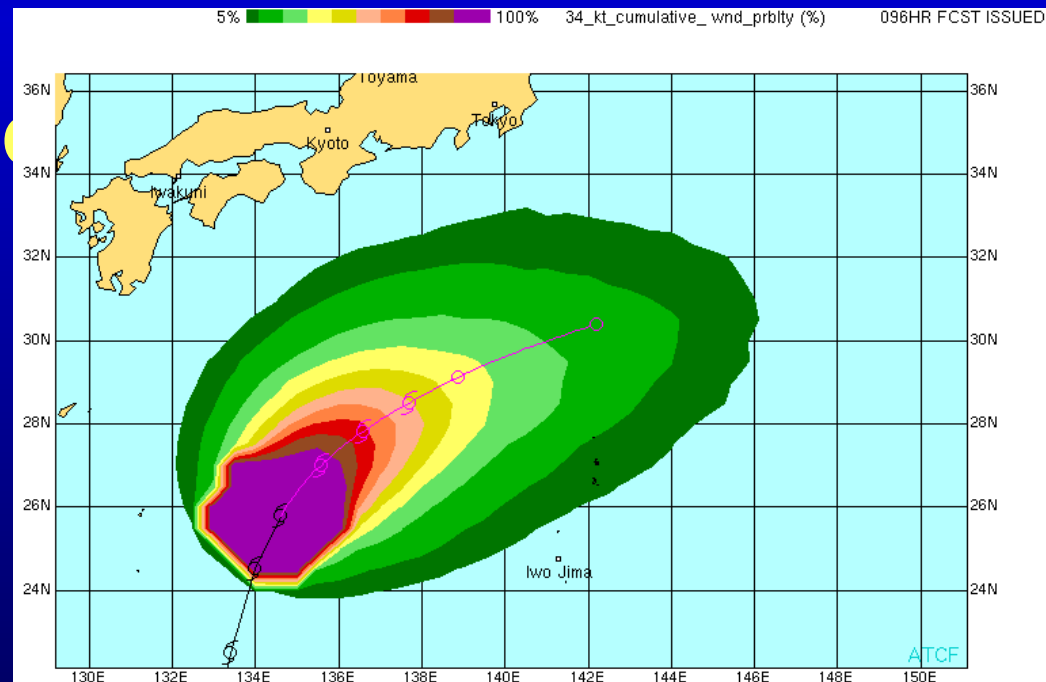 5% 100% 34_kt_cumulative_ wnd_prblty (%) 096HR FCST ISSUED
Toyama
36N 36N
Tokyo
Kyoto
34N 34N
Iwakuni
32N 32N
30N 30N
28N 28N
26N 26N
Iwo Jima
24N 24N
ATCF
130E 132E 134E 136E 138E 140E 142E 144E 146E 148E 150E